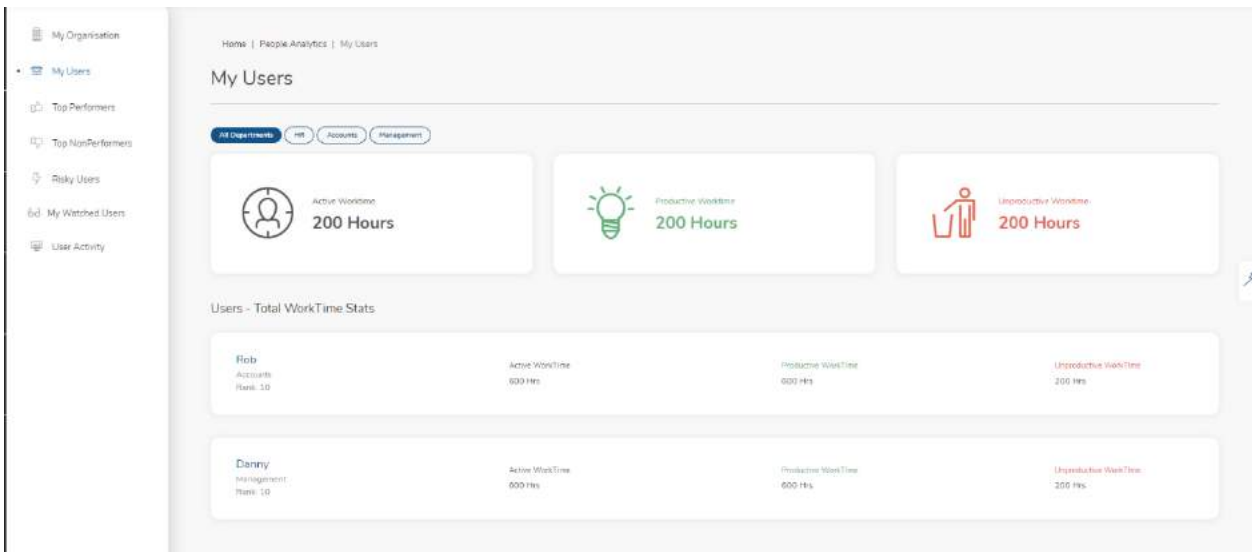 My Organisation
My Users
Top Performers
Top NonPerformers
Risky Users
My Watched Users
User Activity
Home | People Analytics | My Users
My Users
All Departments
HR
Accounts
Management
Active Worktime
200 Hours
Productive Worktime
200 Hours
Unproductive Worktime
200 Hours
Users - Total WorkTime Stats
Rob
Accounts
Rank: 10
Active WorkTime
600 Hrs
Productive WorkTime
600 Hrs
Unproductive WorkTime
200 Hrs
Danny
Management
Rank: 10
Active WorkTime
600 Hrs
Productive WorkTime
600 Hrs
Unproductive WorkTime
200 Hrs